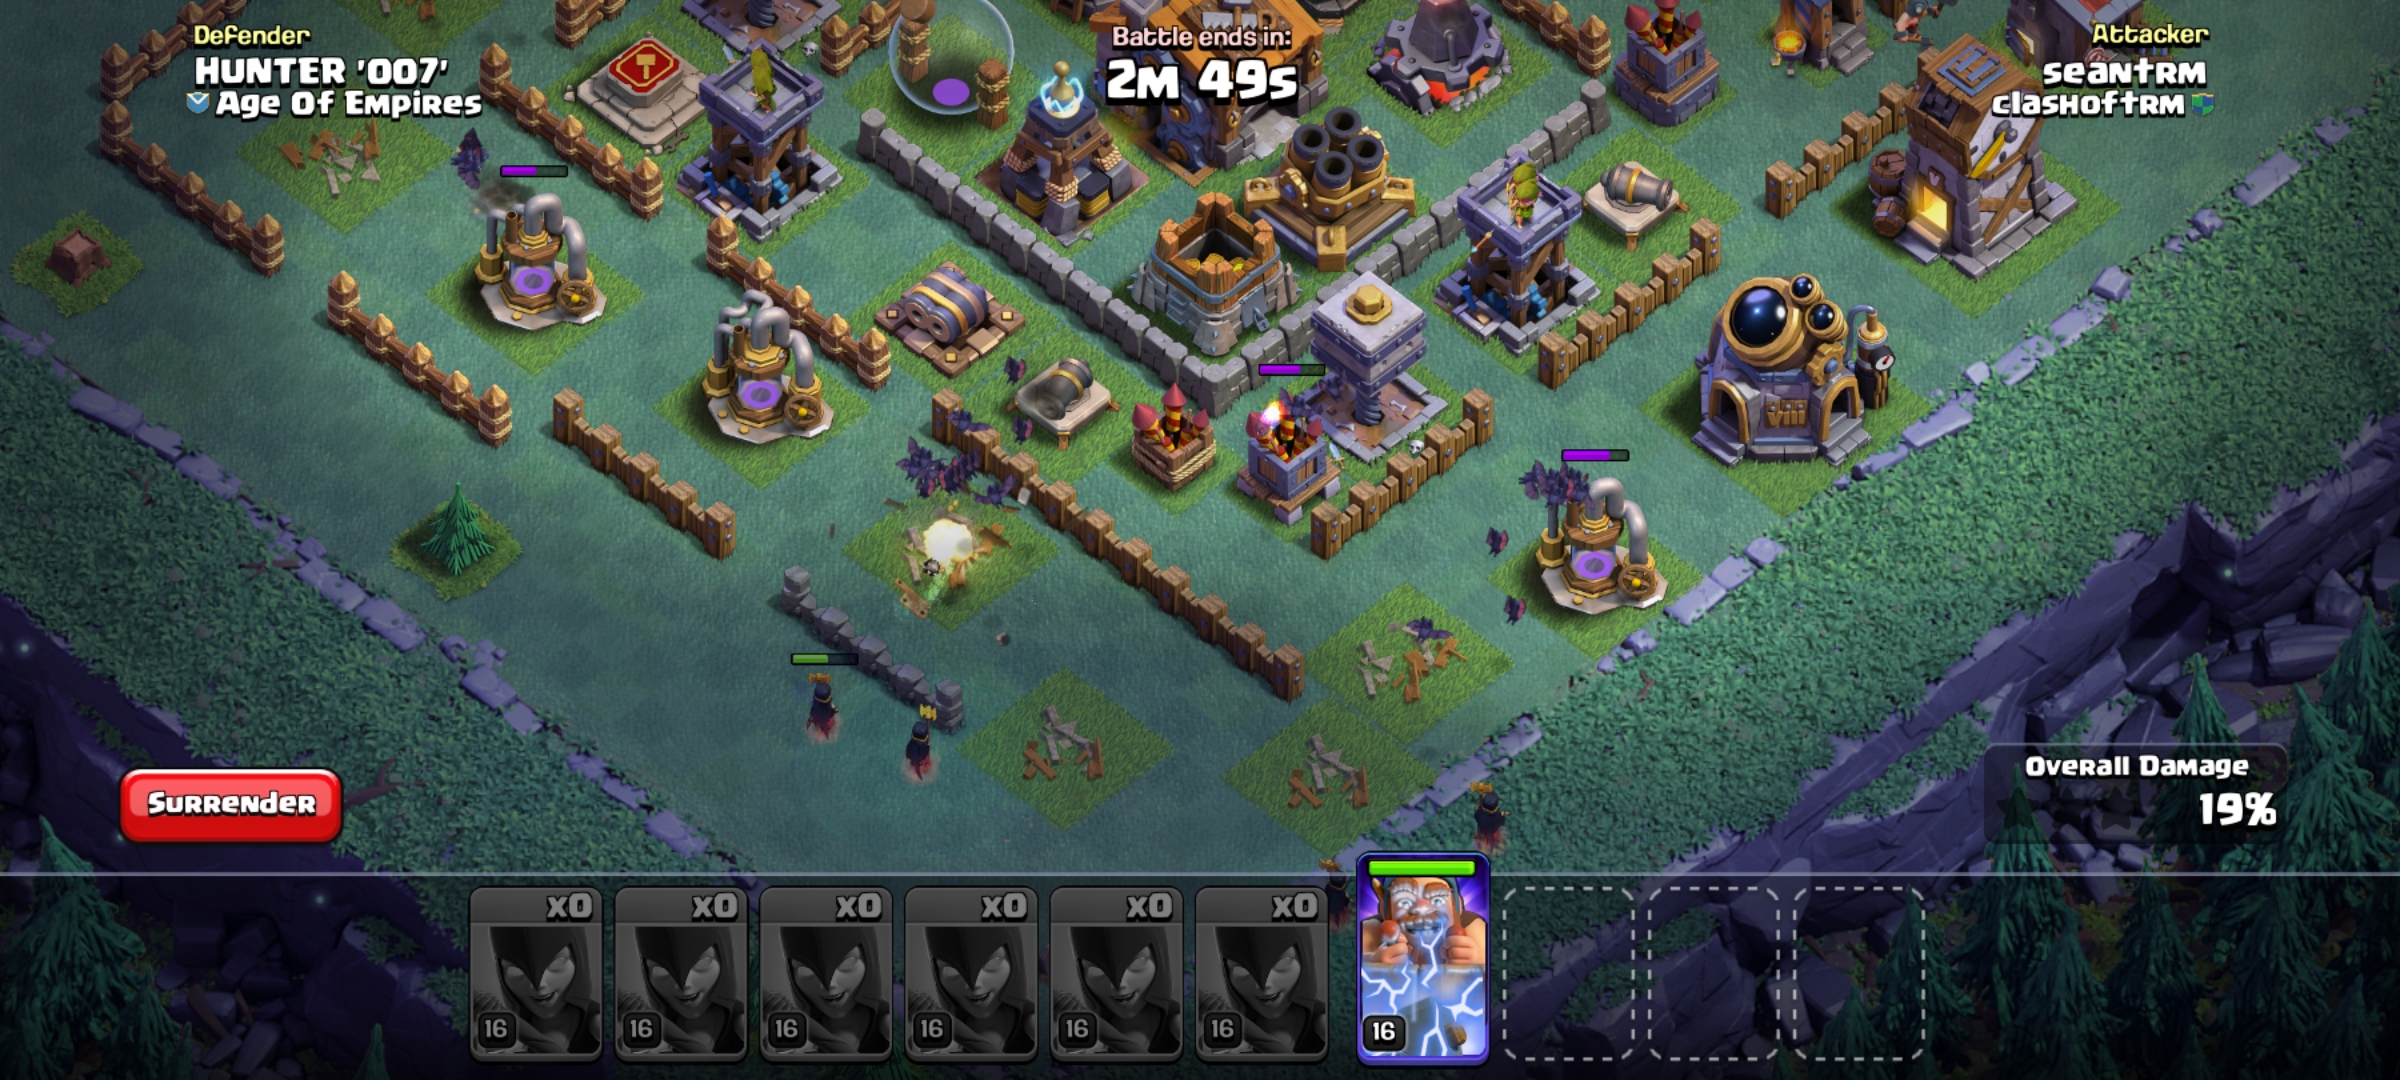 Defender
HUNTER '007'
Age Of Empires
Battle ends in:
2M 49s
Attacker
seantrm
clashoftrm
VIII
Surrender
Overall Damage
19%
x0
x0
x0
x0
x0
x0
16
16
16
16
16
16
16